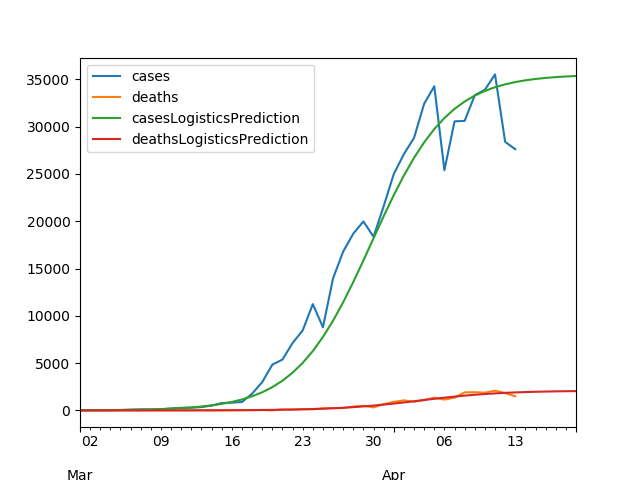 cases
deaths
casesLogisticsPrediction
deathsLogisticsPrediction
35000
30000
25000
20000
15000
10000
5000
0
02 09 16 23 30 06 13
Mar Apr